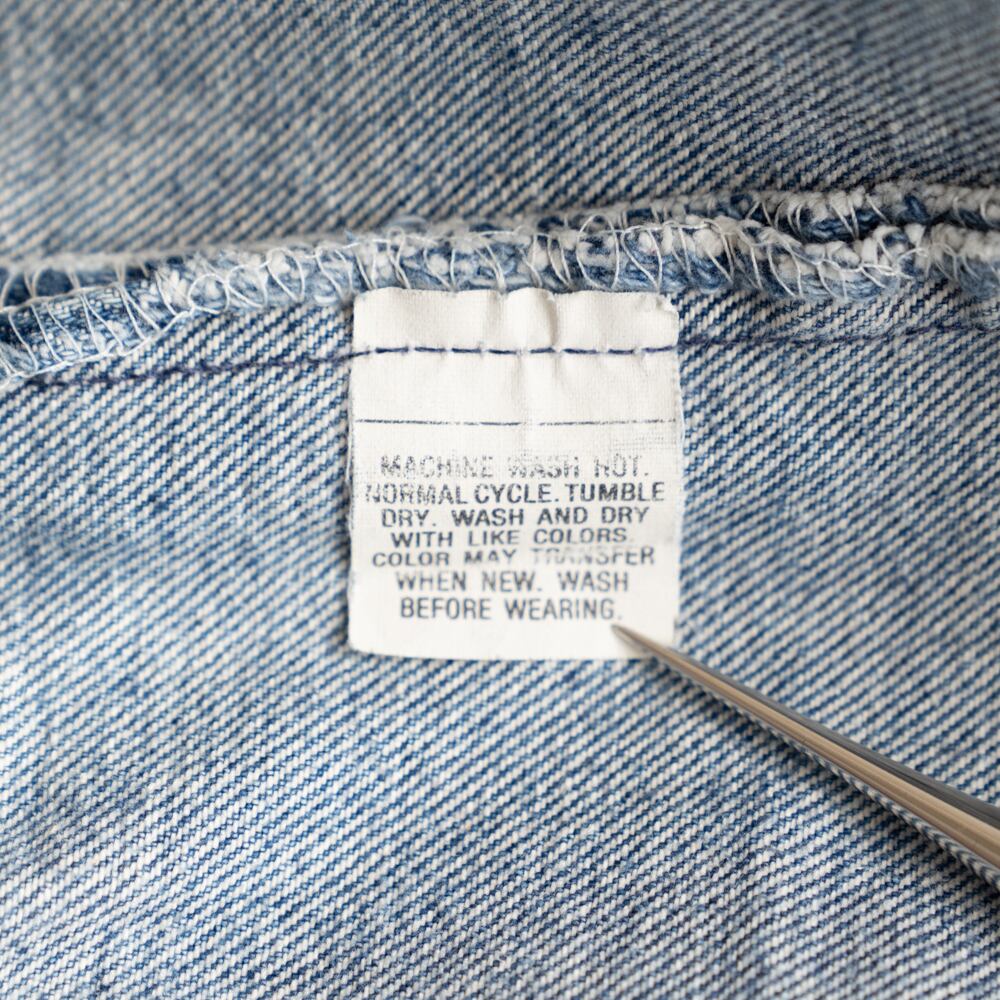 MACHINE WASH HOT.
NORMAL CYCLE. TUMBLE
DRY. WASH AND DRY
WITH LIKE COLORS.
COLOR MAY TRANSFER
WHEN NEW. WASH
BEFORE WEARING.